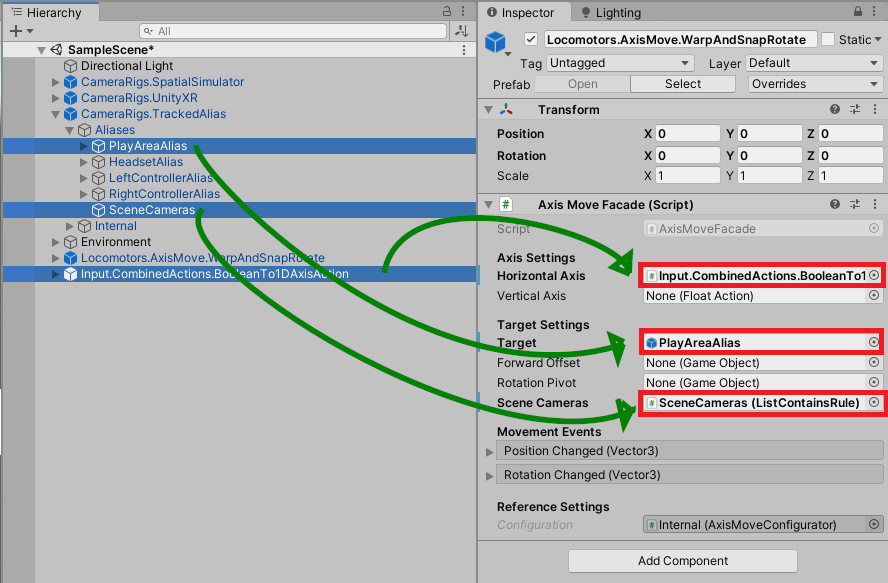 Hierarchy
All
SampleScene*
Directional Light
CameraRigs.SpatialSimulator
CameraRigs.UnityXR
CameraRigs.TrackedAlias
Aliases
PlayAreaAlias
HeadsetAlias
LeftControllerAlias
RightControllerAlias
SceneCameras
Internal
Environment
Locomotors.AxisMove.WarpAndSnapRotate
Input.CombinedActions.BooleanTo1DAxisAction
Inspector Lighting
Locomotors.AxisMove.WarpAndSnapRotate Static
Tag Untagged Layer Default
Prefab Open Select Overrides
Transform
Position X 0 Y 0 Z 0
Rotation X 0 Y 0 Z 0
Scale X 1 Y 1 Z 1
# Axis Move Facade (Script)
Script # AxisMoveFacade
Axis Settings
Horizontal Axis # Input.CombinedActions.BooleanTo1
Vertical Axis None (Float Action)
Target Settings
Target PlayAreaAlias
Forward Offset None (Game Object)
Rotation Pivot None (Game Object)
Scene Cameras # SceneCameras (ListContainsRule)
Movement Events
Position Changed (Vector3)
Rotation Changed (Vector3)
Reference Settings
Configuration # Internal (AxisMoveConfigurator)
Add Component